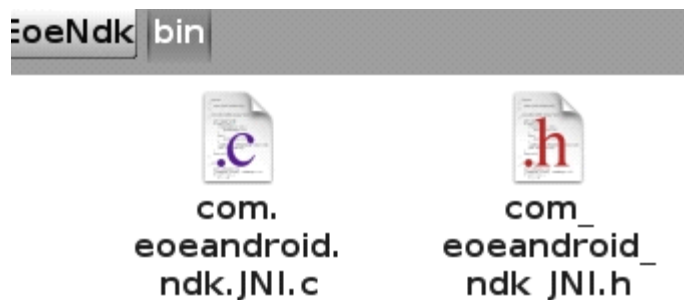 EoeNdk bin
.c .h
com. com_
eoeandroid. eoeandroid_
ndk.JNI.c ndk_JNI.h